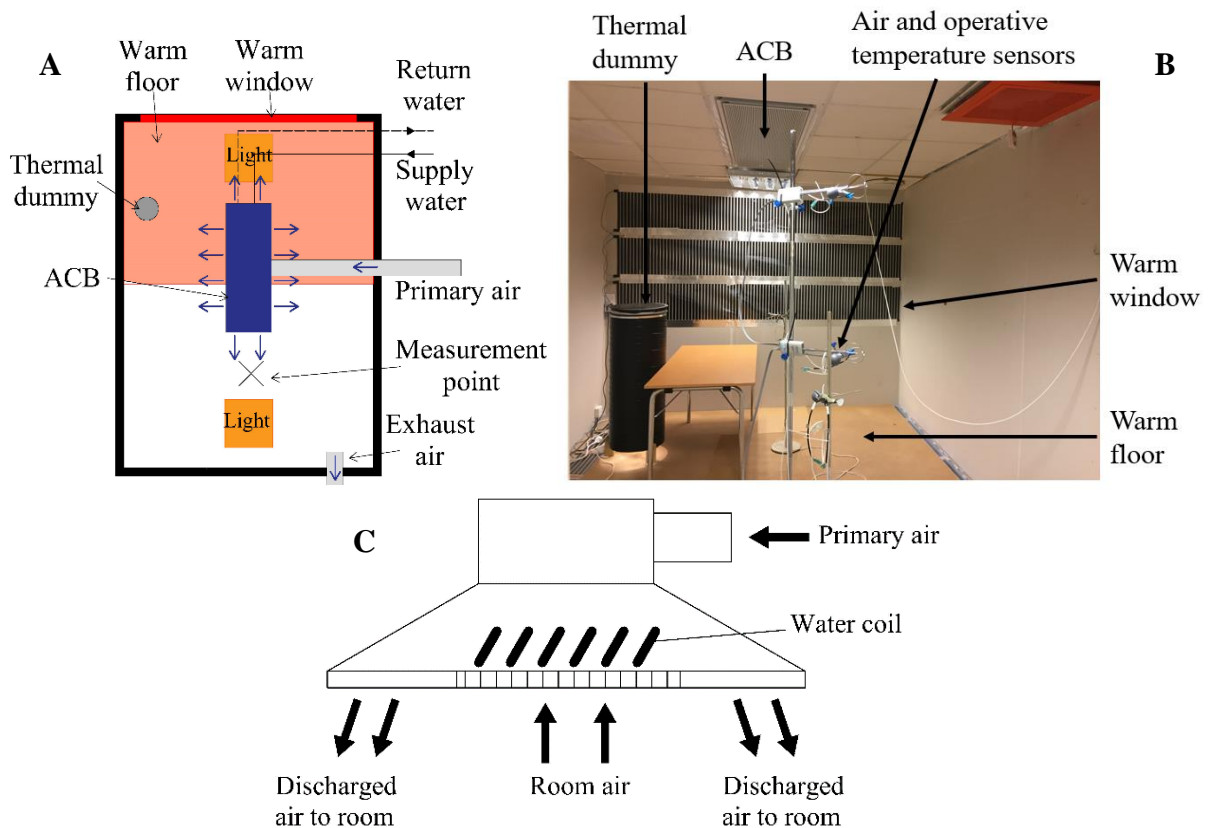 A
Warm
floor
Warm
window
Return
water
Light
Supply
water
Thermal
dummy
ACB
Primary air
Measurement
point
Light
Exhaust
air
Thermal
dummy
ACB
Air and operative
temperature sensors
B
Warm
window
Warm
floor
C
Primary air
Water coil
Discharged
air to room
Room air
Discharged
air to room